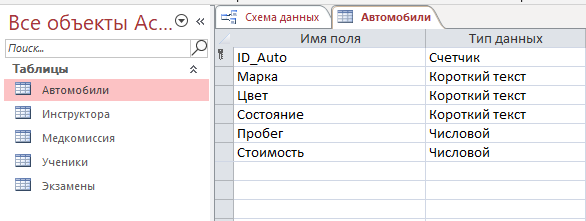 Все объекты Ac...
Поиск...
Таблицы
Автомобили
Инструктора
Медкомиссия
Ученики
Экзамены
Схема данных
Автомобили
Имя поля Тип данных
ID_Auto Счетчик
Марка Короткий текст
Цвет Короткий текст
Состояние Короткий текст
Пробег Числовой
Стоимость Числовой